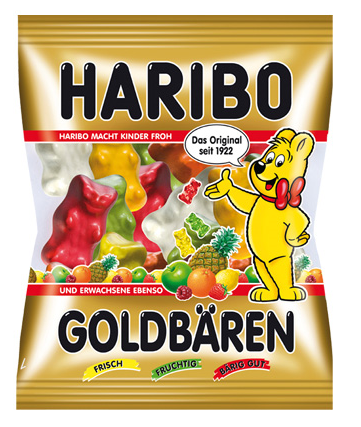 HARIBO
HARIBO MACHT KINDER FROH
Das Original
seit 1922
UND ERWACHSENE EBENSO
GOLDBÄREN
FRISCH
FRUCHTIG
BÄRIG GUT